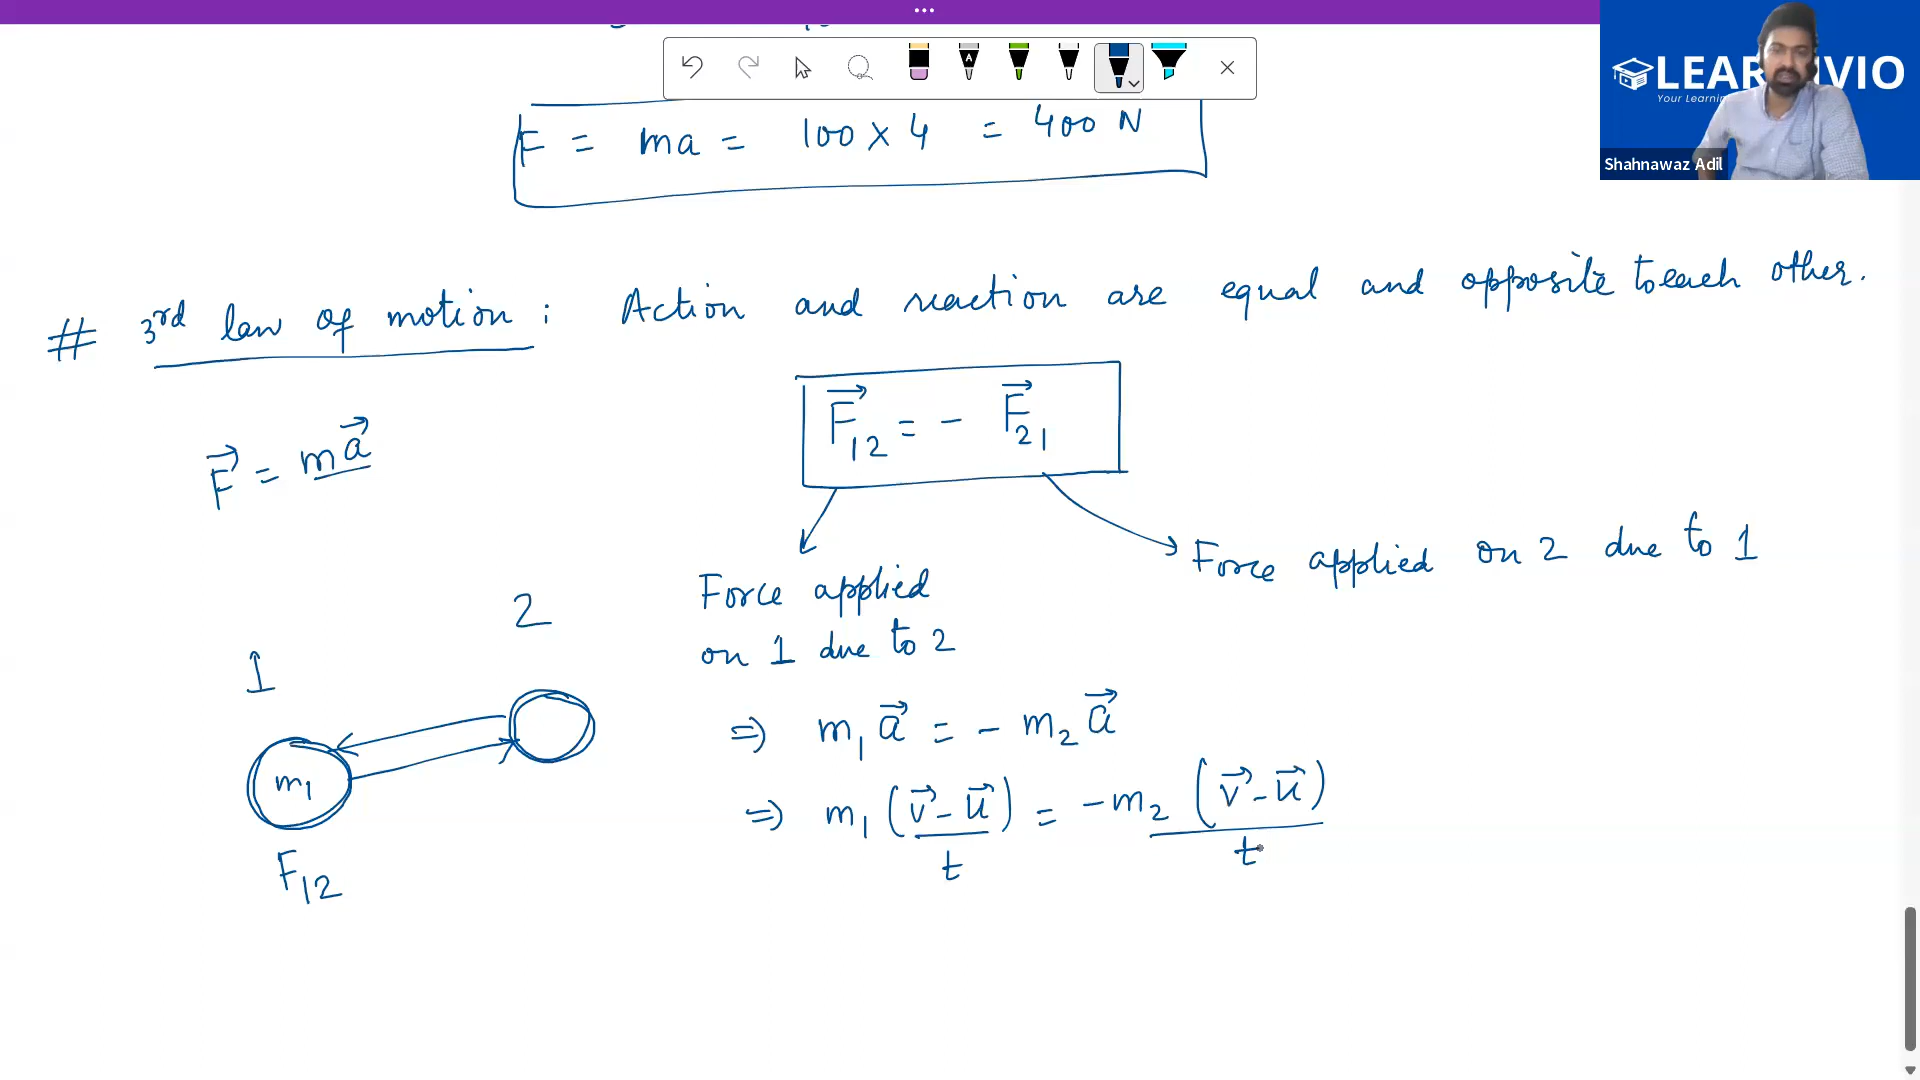 LEAR VIO
Your Learnin
Shahnawaz Adil
F = ma = 100 × 4 = 400 N
# 3rd law of motion : Action and reaction are equal and opposite to each other.
F⃗12 = - F⃗21
F⃗ = ma⃗
Force applied on 2 due to 1
Force applied
on 1 due to 2
2
1
m1
F12
⇒ m1 a⃗ = - m2 a⃗
⇒ m1 (v⃗ - u⃗)/t = - m2 (v⃗ - u⃗)/t